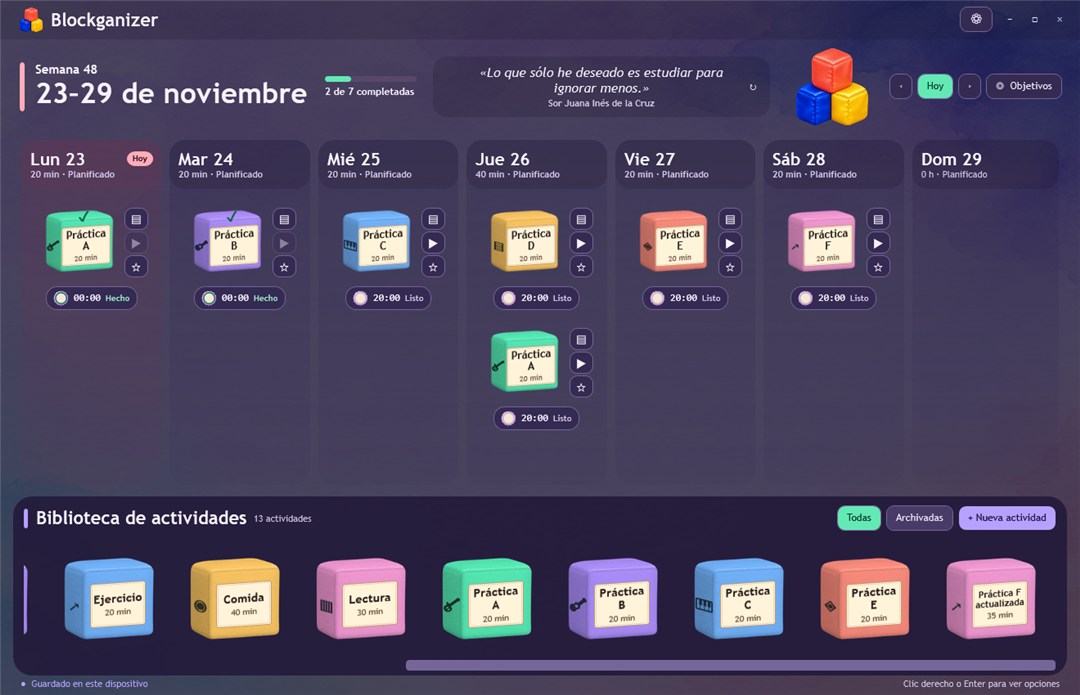 Blockganizer
Semana 48
23-29 de noviembre
2 de 7 completadas
«Lo que sólo he deseado es estudiar para
ignorar menos.»
Sor Juana Inés de la Cruz
Hoy
Objetivos
Lun 23
Hoy
20 min · Planificado
Mar 24
20 min · Planificado
Mié 25
20 min · Planificado
Jue 26
40 min · Planificado
Vie 27
20 min · Planificado
Sáb 28
20 min · Planificado
Dom 29
0 h · Planificado
Práctica
A
20 min
00:00 Hecho
Práctica
B
20 min
00:00 Hecho
Práctica
C
20 min
20:00 Listo
Práctica
D
20 min
20:00 Listo
Práctica
A
20 min
20:00 Listo
Práctica
E
20 min
20:00 Listo
Práctica
F
20 min
20:00 Listo
Biblioteca de actividades
13 actividades
Todas
Archivadas
+ Nueva actividad
Ejercicio
20 min
Comida
40 min
Lectura
30 min
Práctica
A
20 min
Práctica
B
20 min
Práctica
C
20 min
Práctica
E
20 min
Práctica F
actualizada
35 min
Guardado en este dispositivo
Clic derecho o Enter para ver opciones